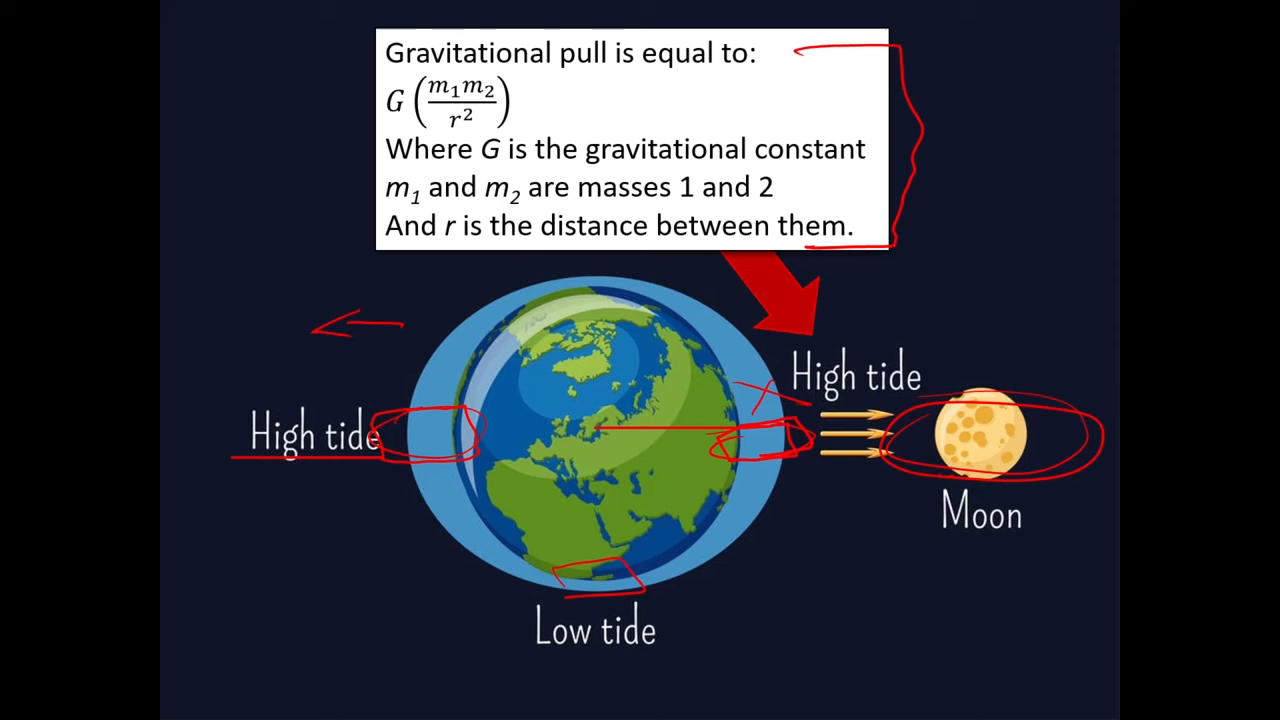 Gravitational pull is equal to:
G (m₁m₂/r²)
Where G is the gravitational constant
m₁ and m₂ are masses 1 and 2
And r is the distance between them.
High tide
High tide
Moon
Low tide